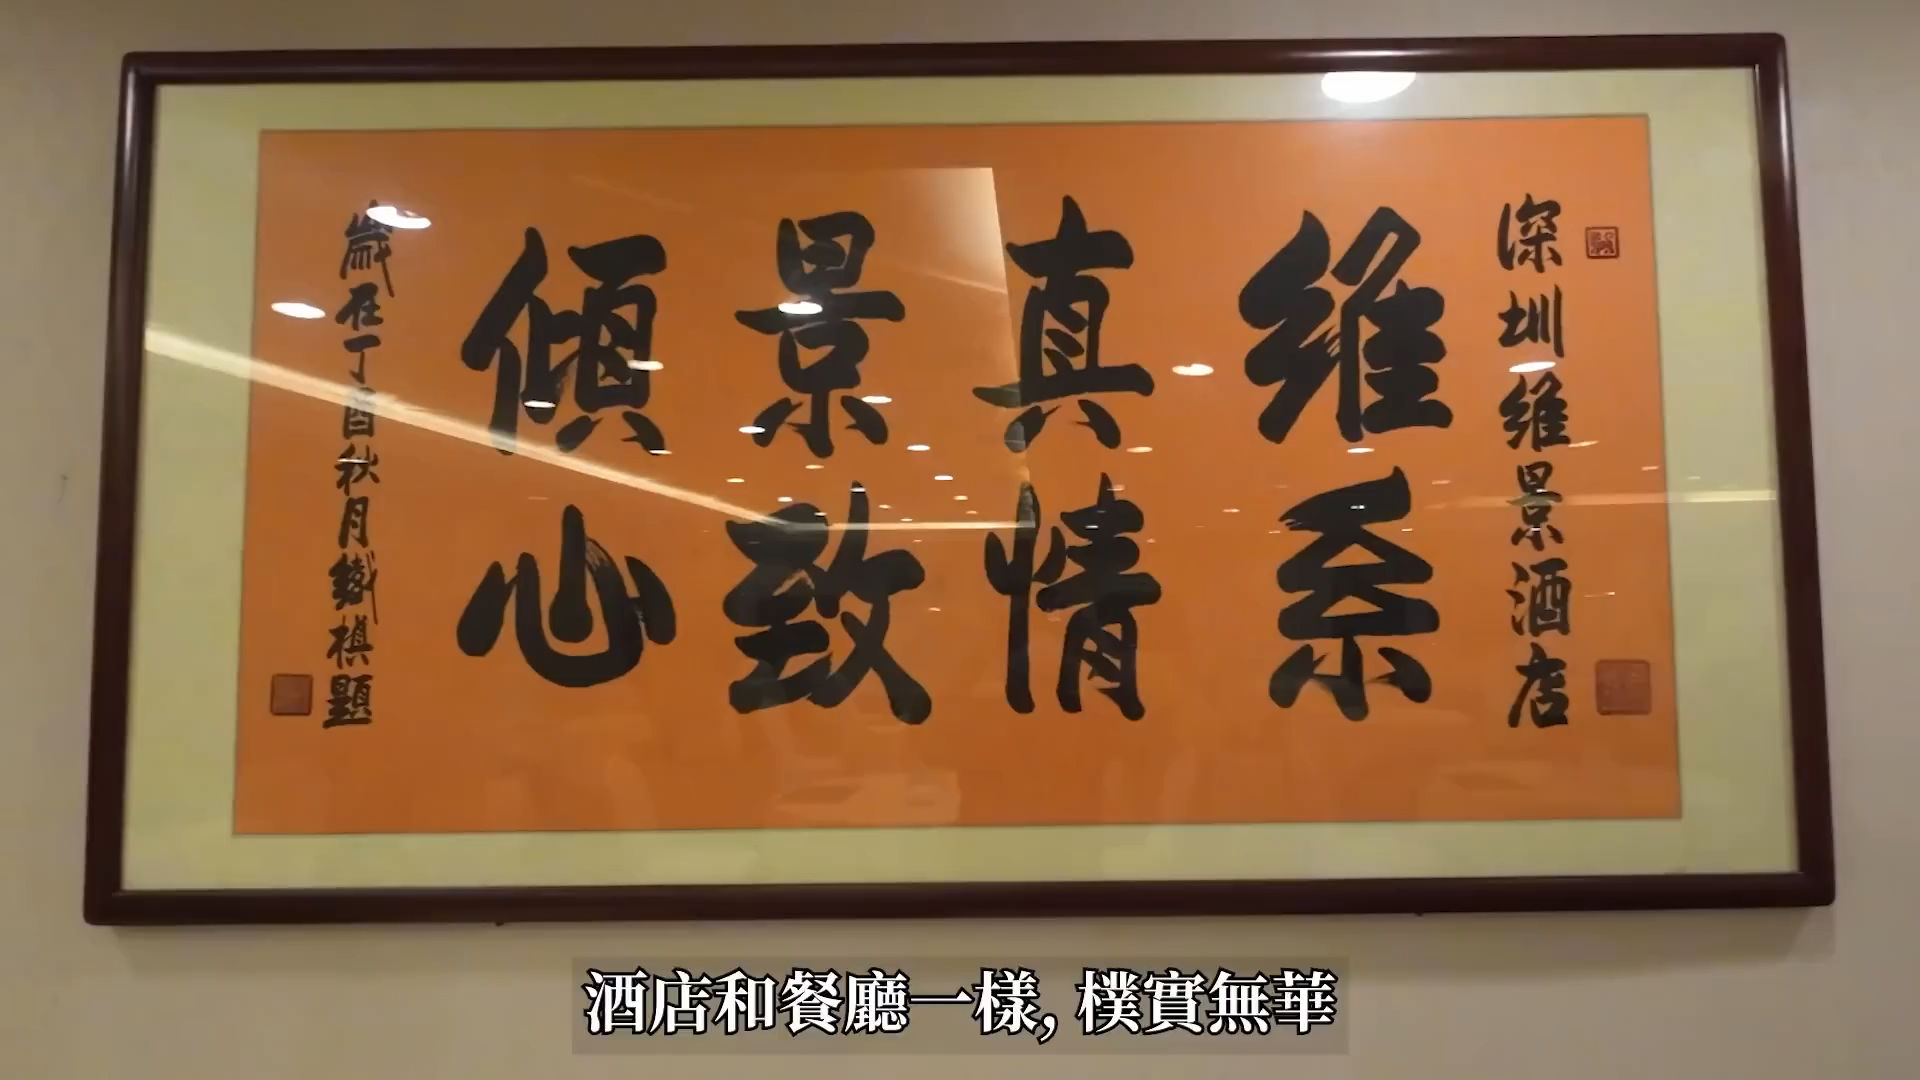 深圳维景酒店
维系
真情
景致
傾心
歲在丁酉秋月鐵棋題
酒店和餐廳一樣, 樸實無華